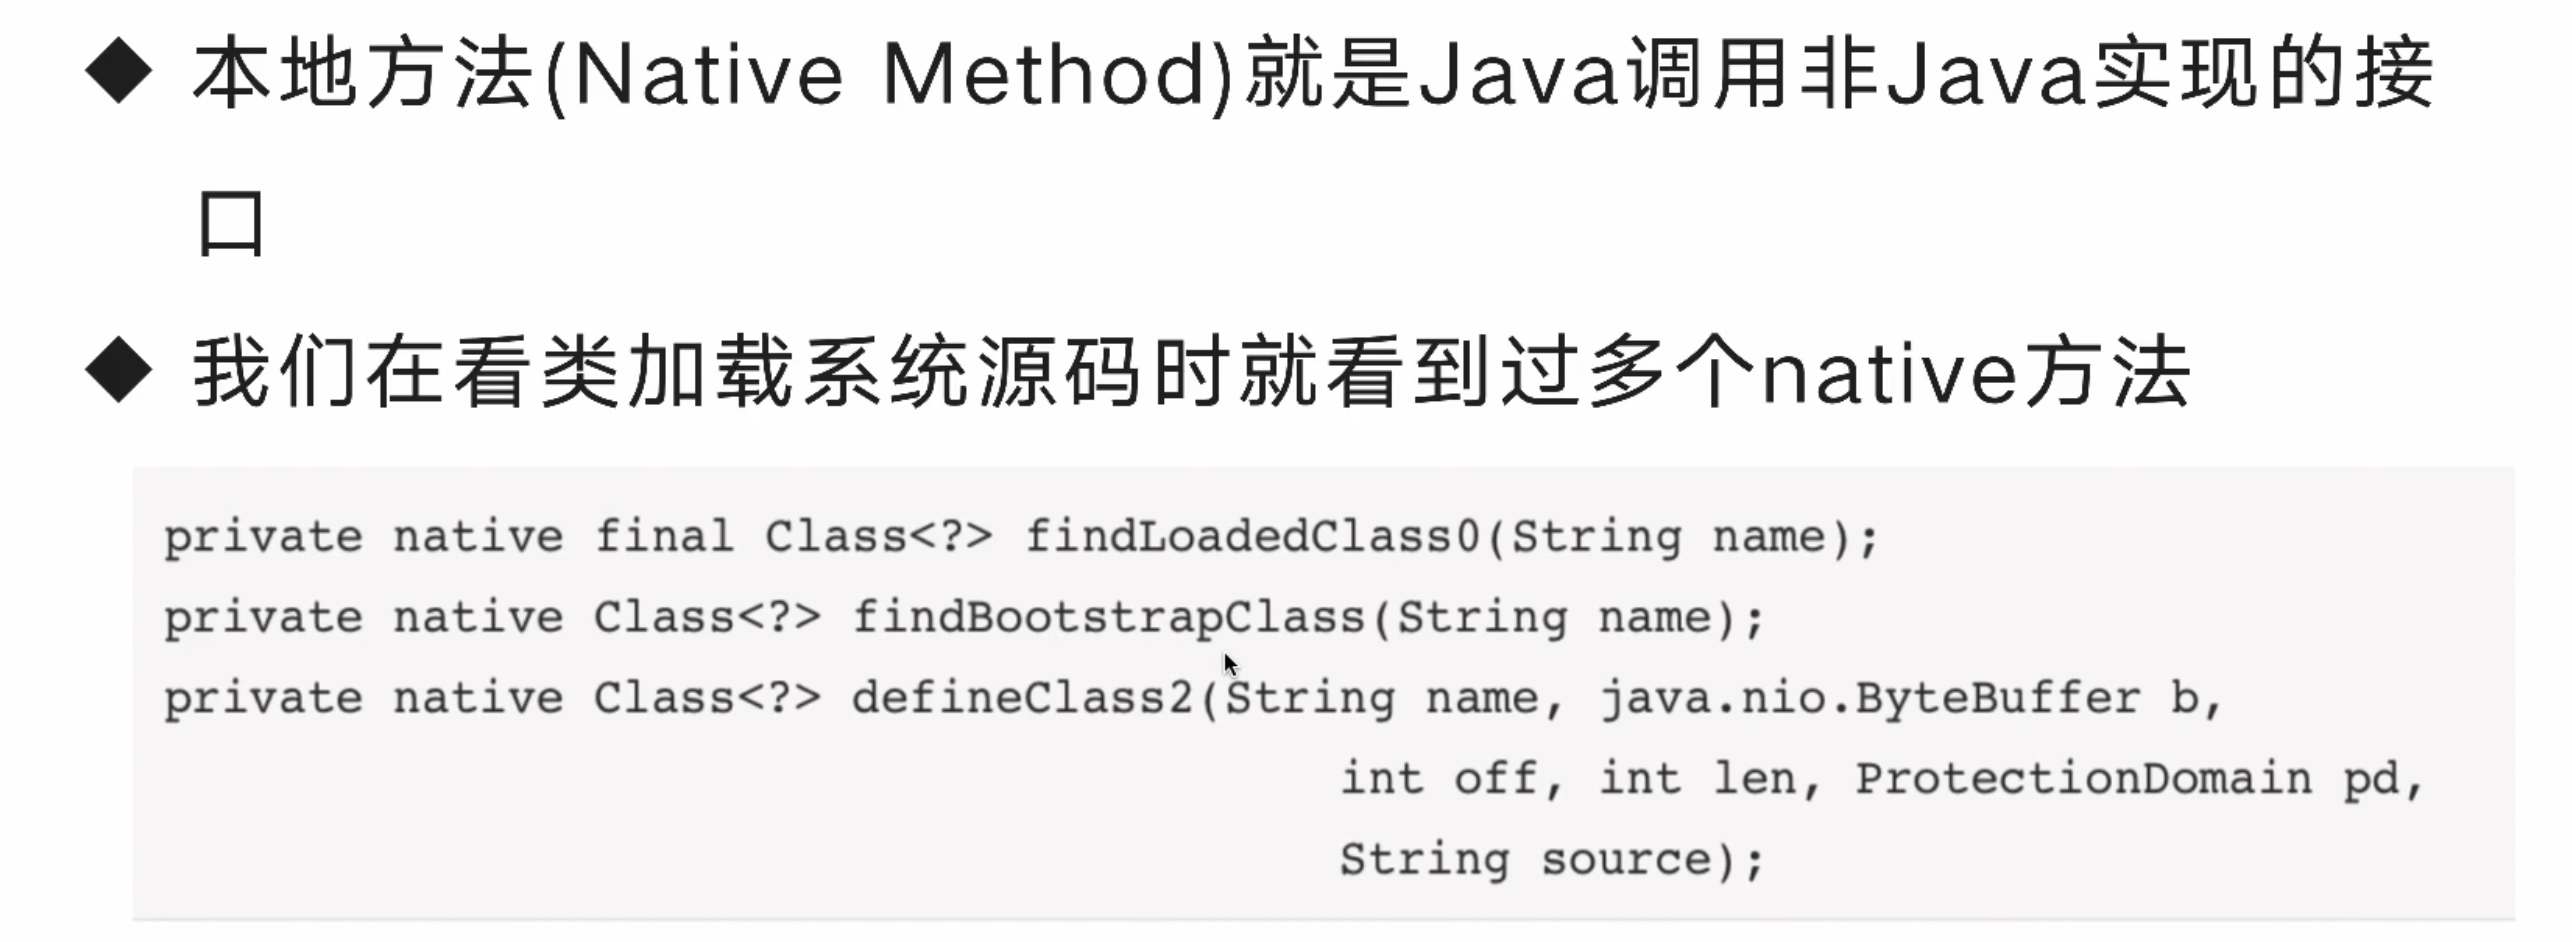 ◆ 本地方法(Native Method)就是Java调用非Java实现的接
口
◆ 我们在看类加载系统源码时就看到过多个native方法
private native final Class<?> findLoadedClass0(String name);
private native Class<?> findBootstrapClass(String name);
private native Class<?> defineClass2(String name, java.nio.ByteBuffer b,
int off, int len, ProtectionDomain pd,
String source);